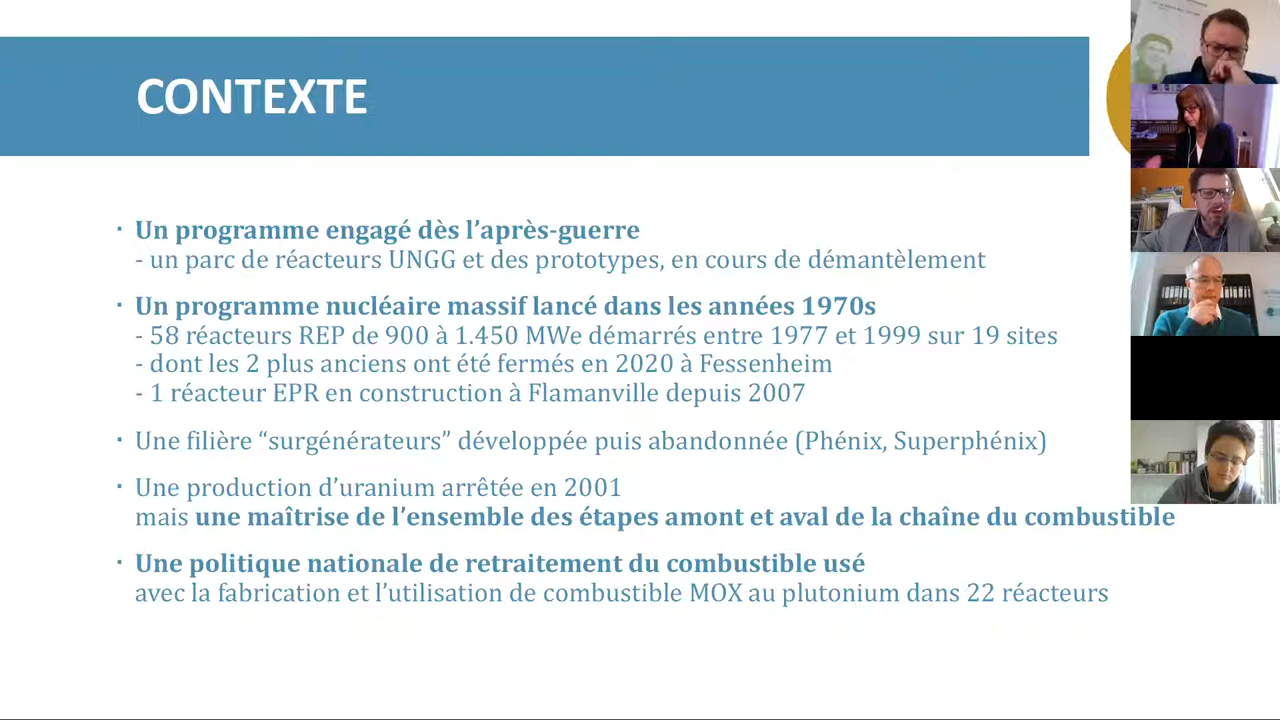 CONTEXTE
· Un programme engagé dès l’après-guerre
- un parc de réacteurs UNGG et des prototypes, en cours de démantèlement
· Un programme nucléaire massif lancé dans les années 1970s
- 58 réacteurs REP de 900 à 1.450 MWe démarrés entre 1977 et 1999 sur 19 sites
- dont les 2 plus anciens ont été fermés en 2020 à Fessenheim
- 1 réacteur EPR en construction à Flamanville depuis 2007
· Une filière “surgénérateurs” développée puis abandonnée (Phénix, Superphénix)
· Une production d’uranium arrêtée en 2001
mais une maîtrise de l’ensemble des étapes amont et aval de la chaîne du combustible
· Une politique nationale de retraitement du combustible usé
avec la fabrication et l’utilisation de combustible MOX au plutonium dans 22 réacteurs